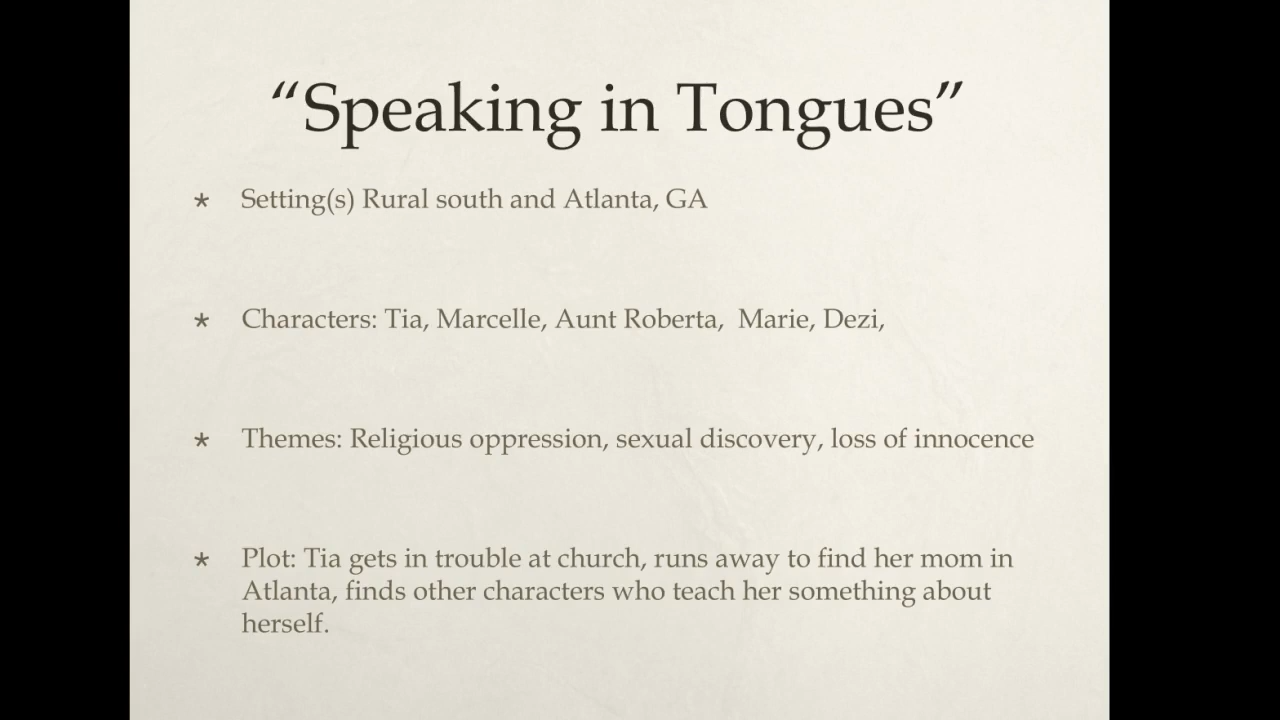 “Speaking in Tongues”
* Setting(s) Rural south and Atlanta, GA
* Characters: Tia, Marcelle, Aunt Roberta,  Marie, Dezi,
* Themes: Religious oppression, sexual discovery, loss of innocence
* Plot: Tia gets in trouble at church, runs away to find her mom in
Atlanta, finds other characters who teach her something about
herself.